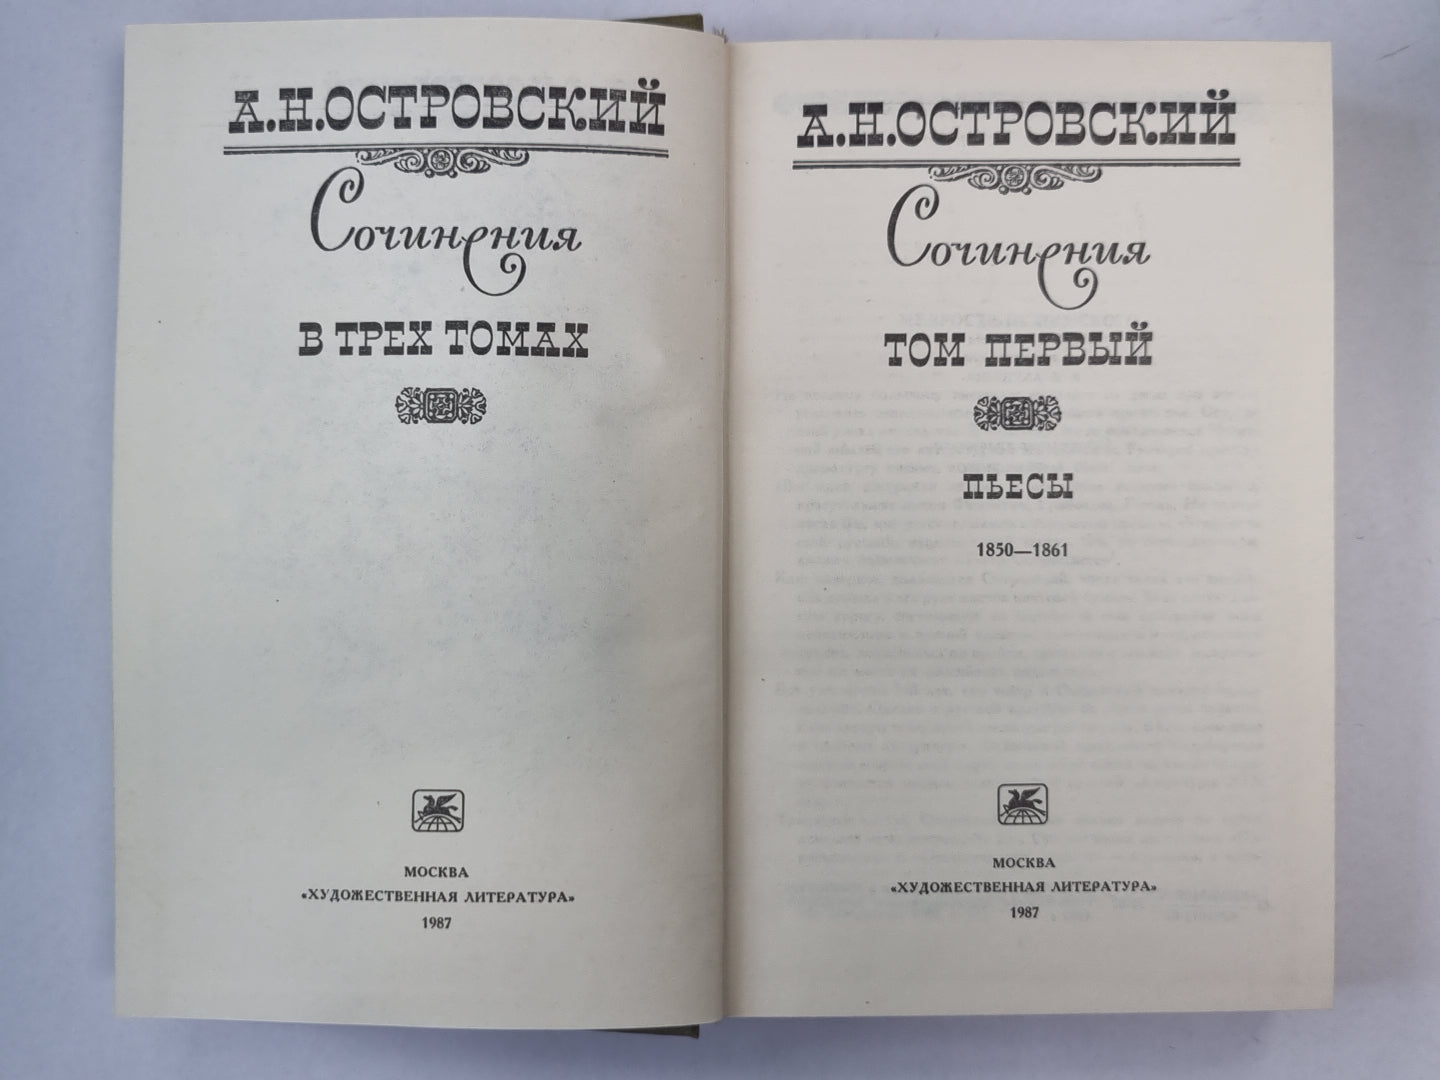 А.Н.ОСТРОВСКИЙ
Сочинения
В ТРЕХ ТОМАХ
МОСКВА
«ХУДОЖЕСТВЕННАЯ ЛИТЕРАТУРА»
1987
А.Н.ОСТРОВСКИЙ
Сочинения
ТОМ ПЕРВЫЙ
ПЬЕСЫ
1850—1861
МОСКВА
«ХУДОЖЕСТВЕННАЯ ЛИТЕРАТУРА»
1987